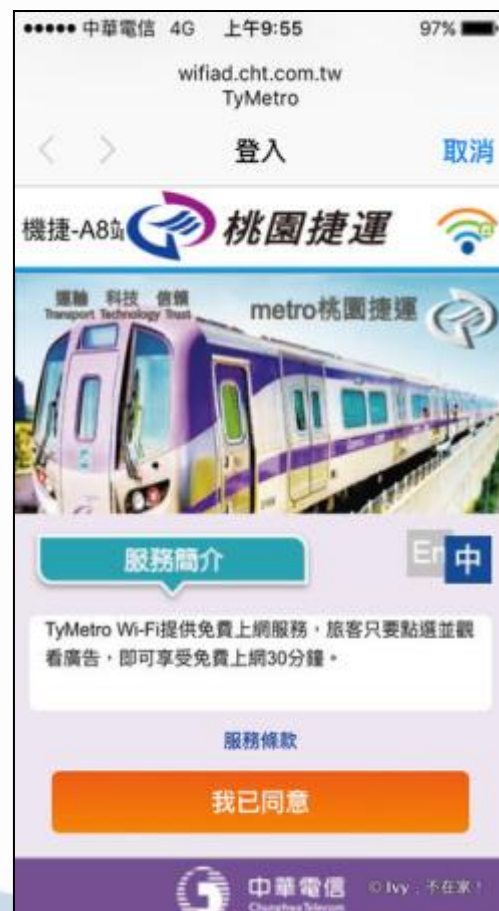 中華電信 4G 上午9:55 97%
wifiad.cht.com.tw
TyMetro
登入 取消
機捷-A8站 桃園捷運
運輸 科技 信賴
Transport Technology Trust
metro桃園捷運
服務簡介
En 中
TyMetro Wi-Fi提供免費上網服務，旅客只要點選並觀
看廣告，即可享受免費上網30分鐘。
服務條款
我已同意
中華電信
Chunghwa Telecom
© Ivy，不在家！